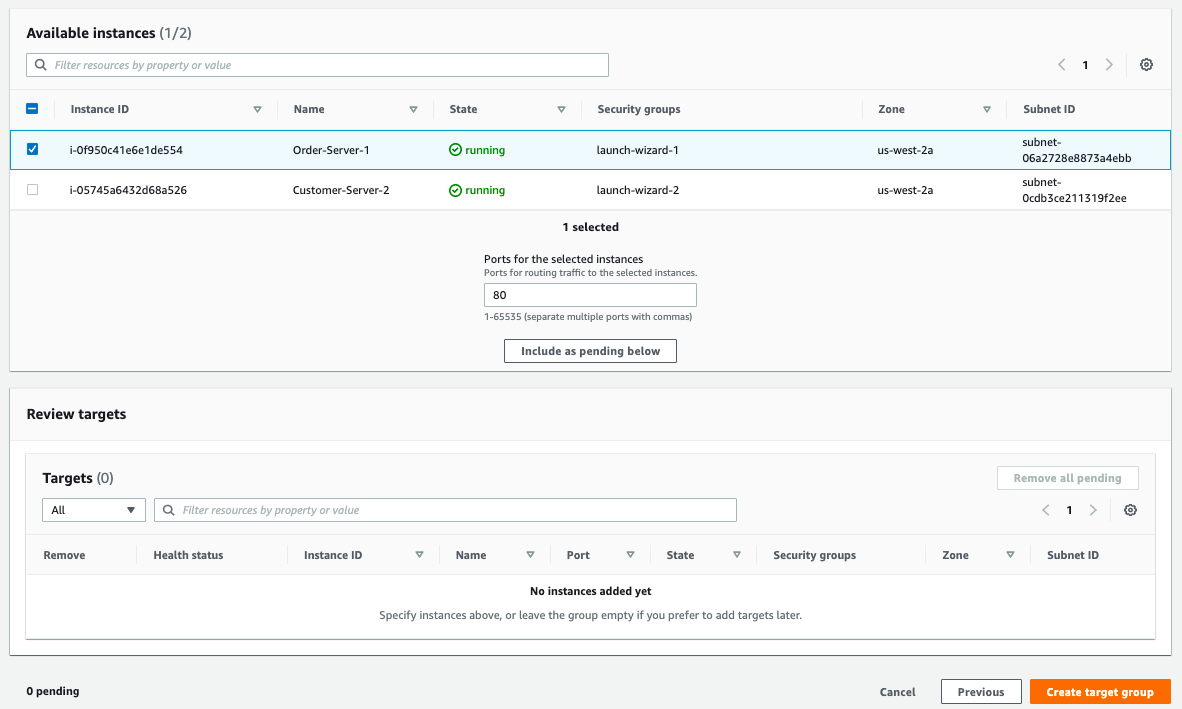 Available instances (1/2)
Filter resources by property or value
1
Instance ID Name State Security groups Zone Subnet ID
i-0f950c41e6e1de554 Order-Server-1 running launch-wizard-1 us-west-2a subnet-
06a2728e8873a4ebb
i-05745a6432d68a526 Customer-Server-2 running launch-wizard-2 us-west-2a subnet-
0cdb3ce211319f2ee
1 selected
Ports for the selected instances
Ports for routing traffic to the selected instances.
80
1-65535 (separate multiple ports with commas)
Include as pending below
Review targets
Targets (0)
Remove all pending
All Filter resources by property or value
1
Remove Health status Instance ID Name Port State Security groups Zone Subnet ID
No instances added yet
Specify instances above, or leave the group empty if you prefer to add targets later.
0 pending Cancel Previous Create target group